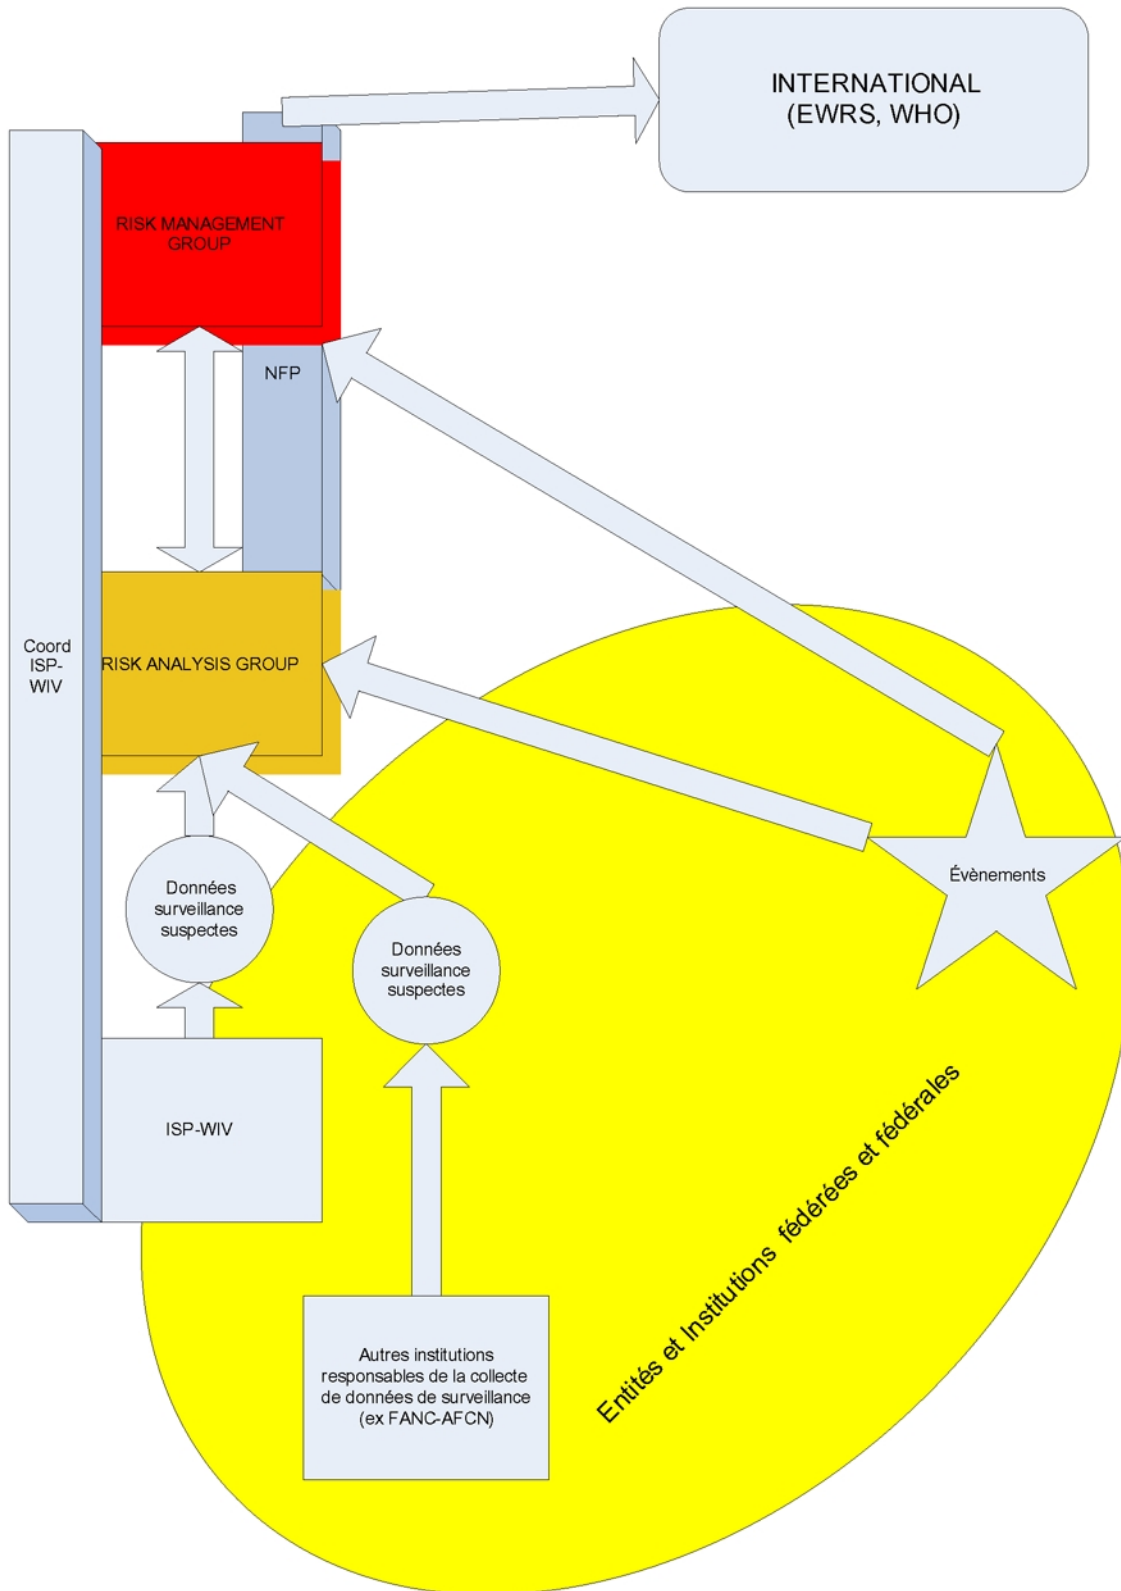 INTERNATIONAL
(EWRS, WHO)
RISK MANAGEMENT
GROUP
NFP
Coord
ISP-
WIV
RISK ANALYSIS GROUP
Évènements
Données
surveillance
suspectes
Données
surveillance
suspectes
ISP-WIV
Entités et Institutions fédérées et fédérales
Autres institutions
responsables de la collecte
de données de surveillance
(ex FANC-AFCN)